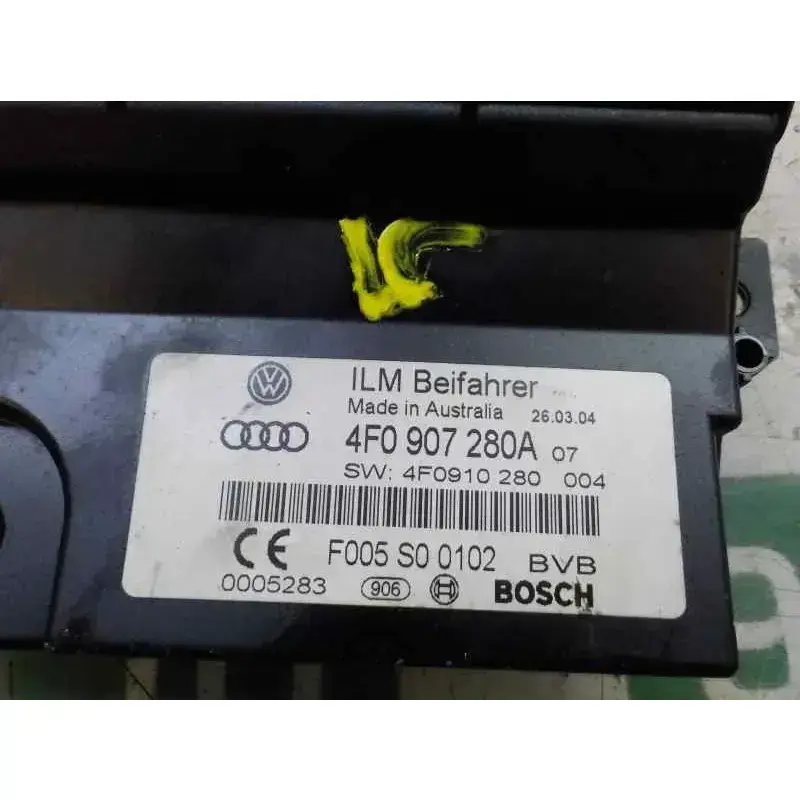 ILM Beifahrer
Made in Australia 26.03.04
4F0 907 280A 07
SW: 4F0910 280 004
CE F005 S0 0102 BVB
0005283 906 BOSCH